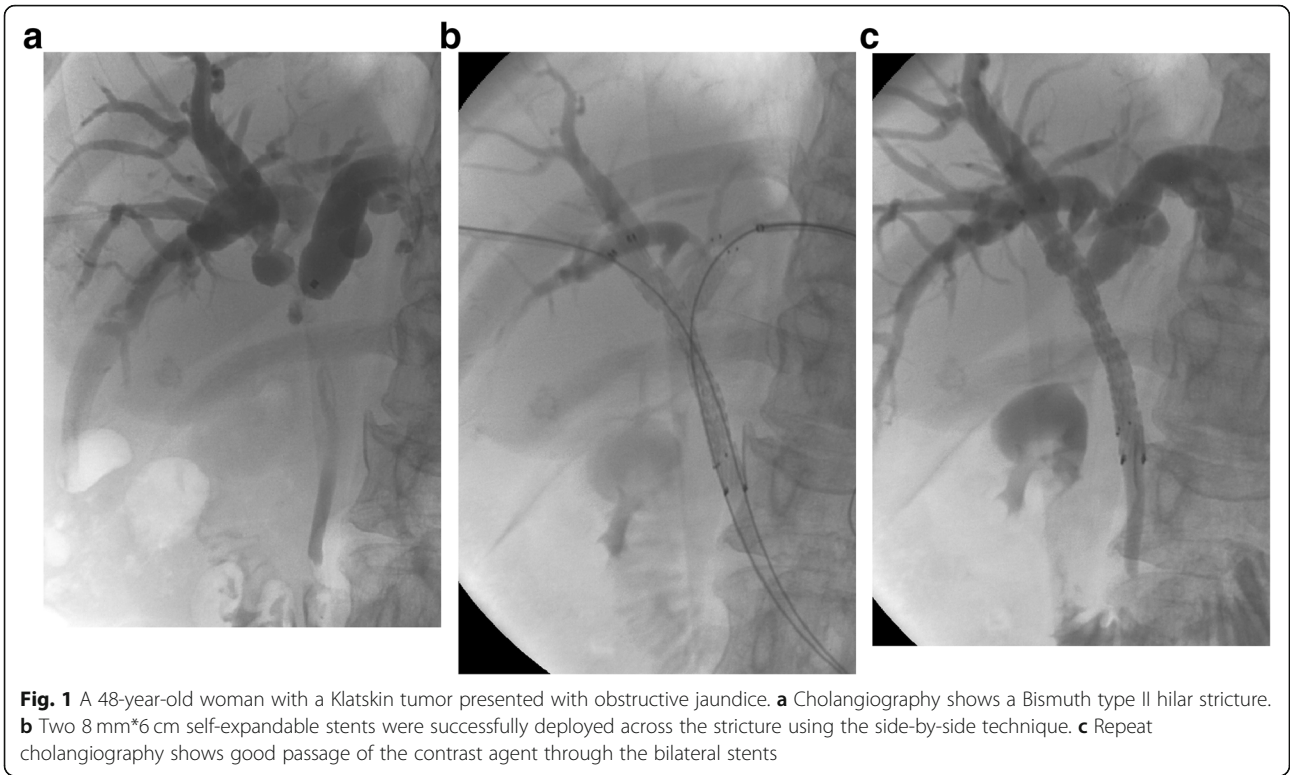 a
b
c
Fig. 1 A 48-year-old woman with a Klatskin tumor presented with obstructive jaundice. a Cholangiography shows a Bismuth type II hilar stricture.
b Two 8 mm*6 cm self-expandable stents were successfully deployed across the stricture using the side-by-side technique. c Repeat
cholangiography shows good passage of the contrast agent through the bilateral stents